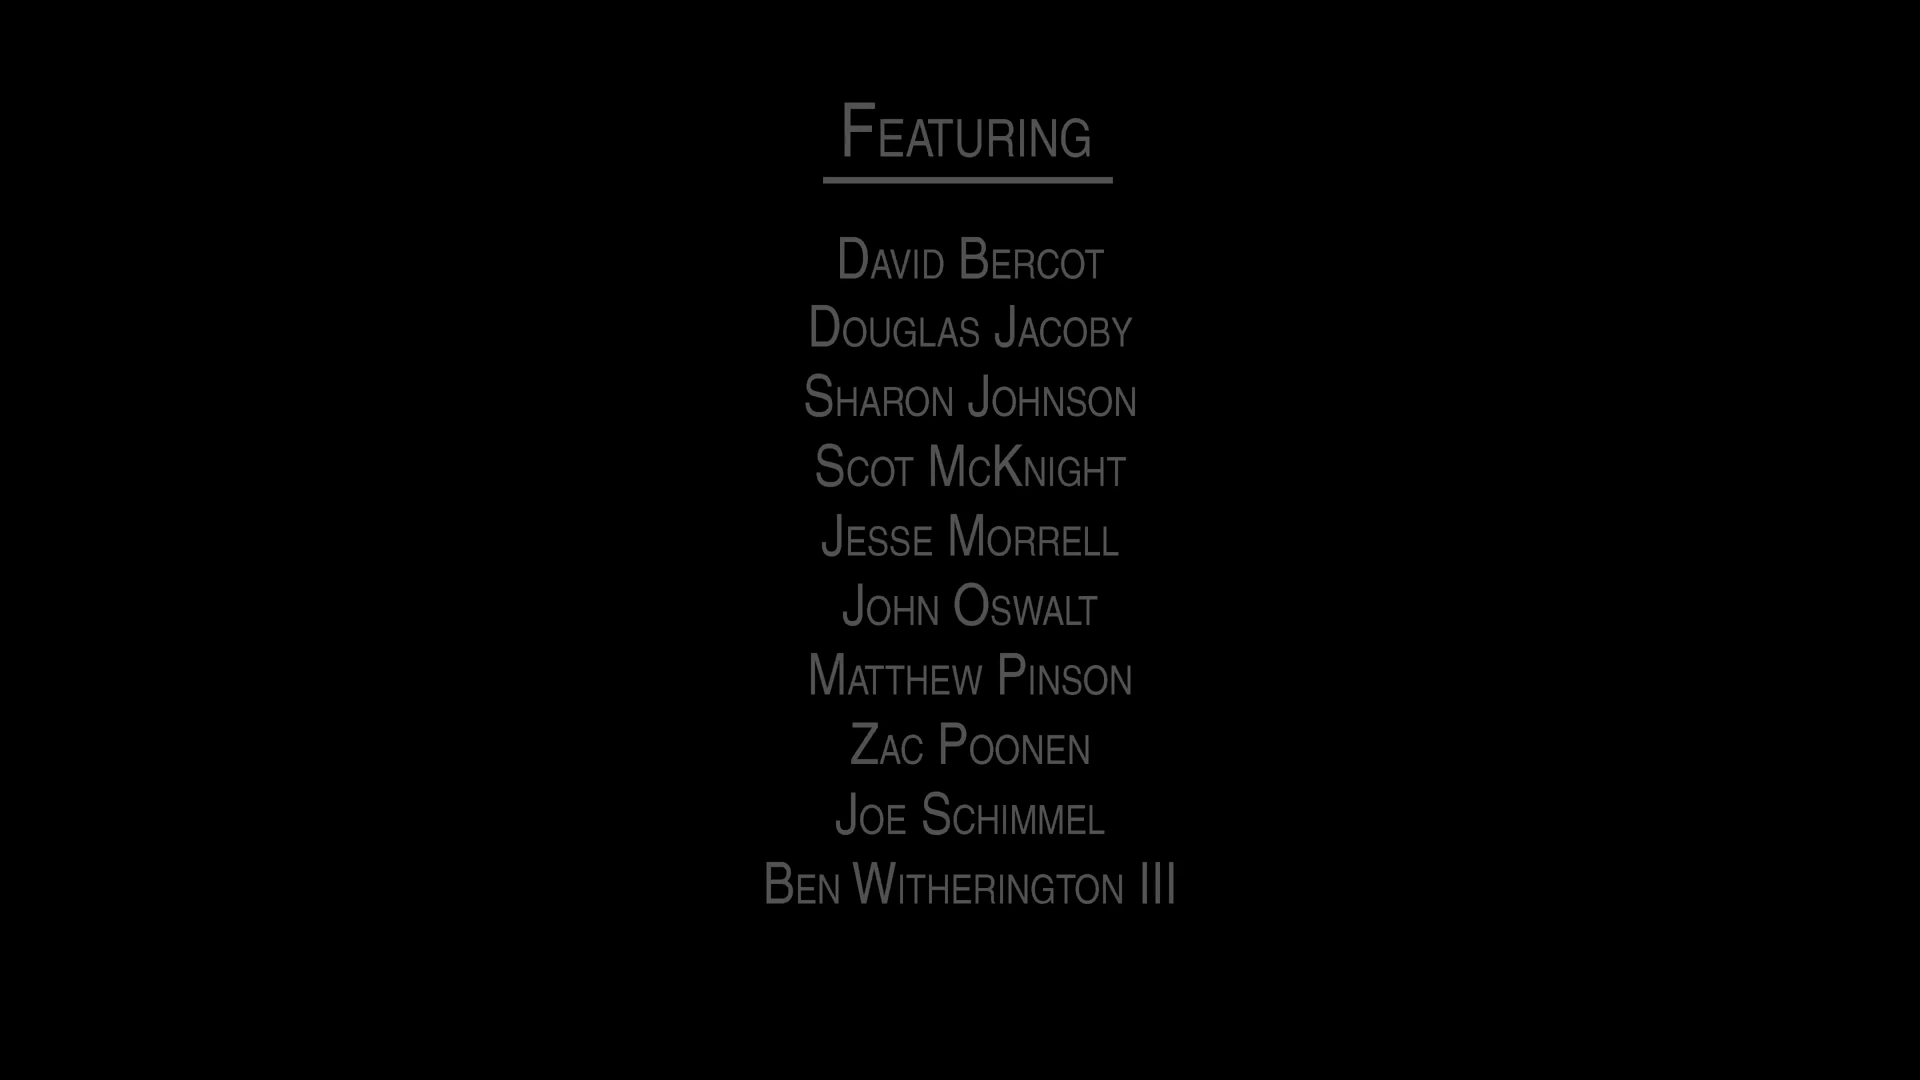 Featuring
David Bercot
Douglas Jacoby
Sharon Johnson
Scot McKnight
Jesse Morrell
John Oswalt
Matthew Pinson
Zac Poonen
Joe Schimmel
Ben Witherington III